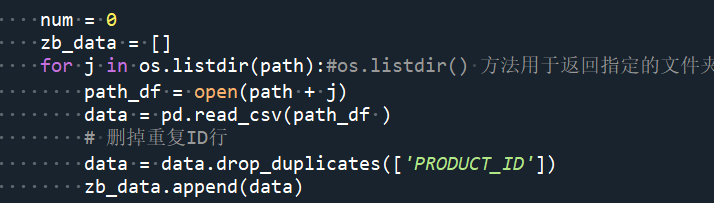 num = 0
zb_data = []
for j in os.listdir(path):#os.listdir() 方法用于返回指定的文件夹
path_df = open(path + j)
data = pd.read_csv(path_df )
# 删掉重复ID行
data = data.drop_duplicates(['PRODUCT_ID'])
zb_data.append(data)